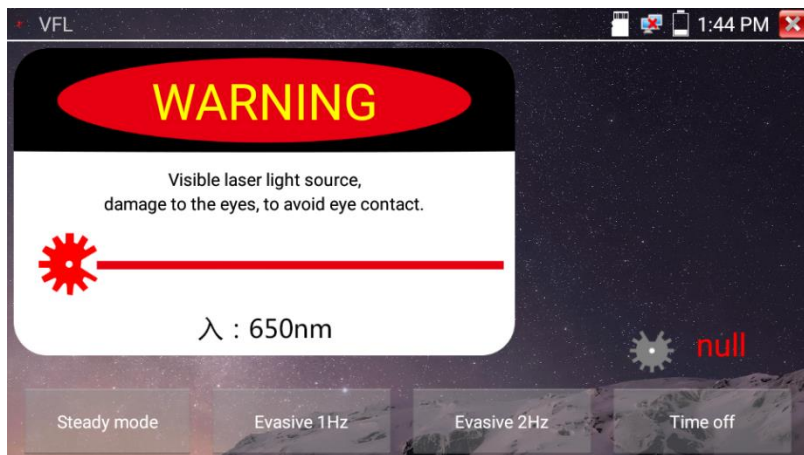 VFL
1:44 PM
WARNING
Visible laser light source,
damage to the eyes, to avoid eye contact.
入：650nm
null
Steady mode
Evasive 1Hz
Evasive 2Hz
Time off